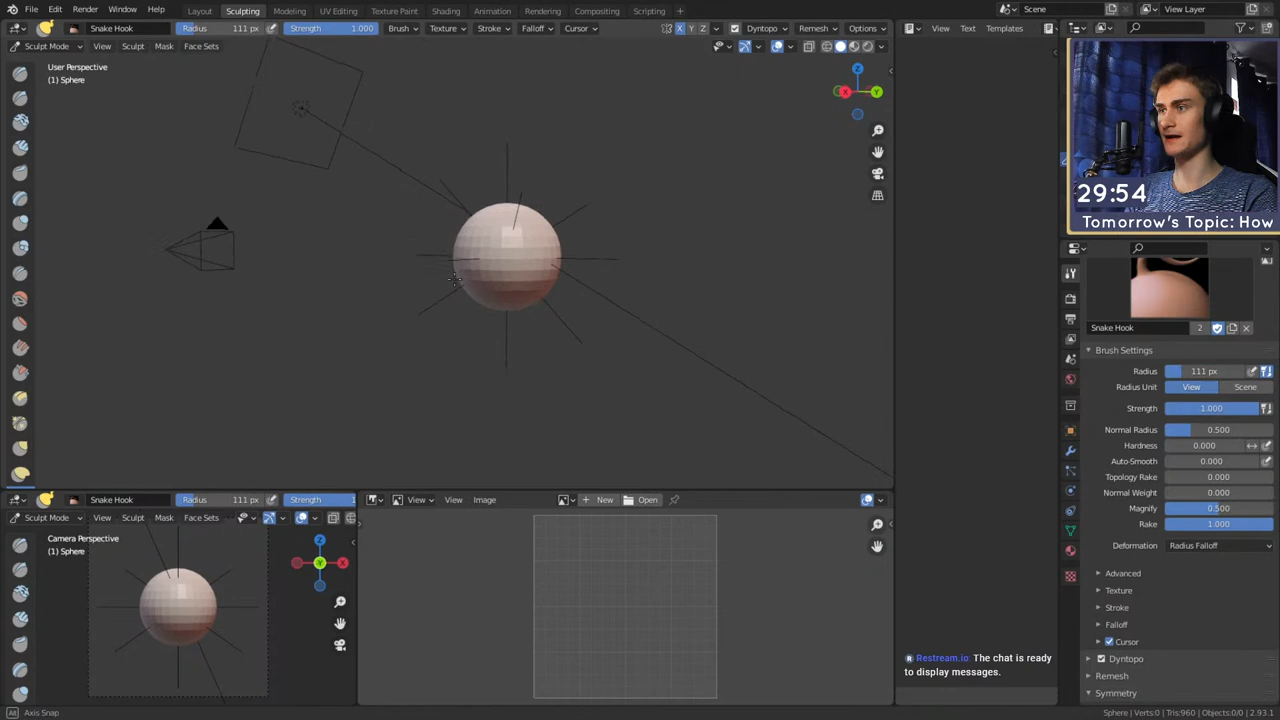 File Edit Render Window Help Layout Sculpting Modeling UV Editing Texture Paint Shading Animation Rendering Compositing Scripting + Scene View Layer
Snake Hook Radius 111 px Strength 1.000 Brush Texture Stroke Falloff Cursor X Y Z Dyntopo Remesh Options View Text Templates
Sculpt Mode View Sculpt Mask Face Sets
User Perspective
(1) Sphere
Z
X Y
29:54
Tomorrow's Topic: How
Snake Hook 2
Brush Settings
Radius 111 px
Radius Unit View Scene
Strength 1.000
Normal Radius 0.500
Hardness 0.000
Auto-Smooth 0.000
Topology Rake 0.000
Normal Weight 0.000
Magnify 0.500
Rake 1.000
Deformation Radius Falloff
Advanced
Texture
Stroke
Falloff
Cursor
Dyntopo
Remesh
Symmetry
Snake Hook Radius 111 px Strength 1 View View Image + New Open
Sculpt Mode View Sculpt Mask Face Sets
Camera Perspective
(1) Sphere
Z
Y X
Restream.io The chat is ready
to display messages.
Axis Snap
Sphere | Verts:0 | Tris:960 | Objects:0/0 | 2.93.1